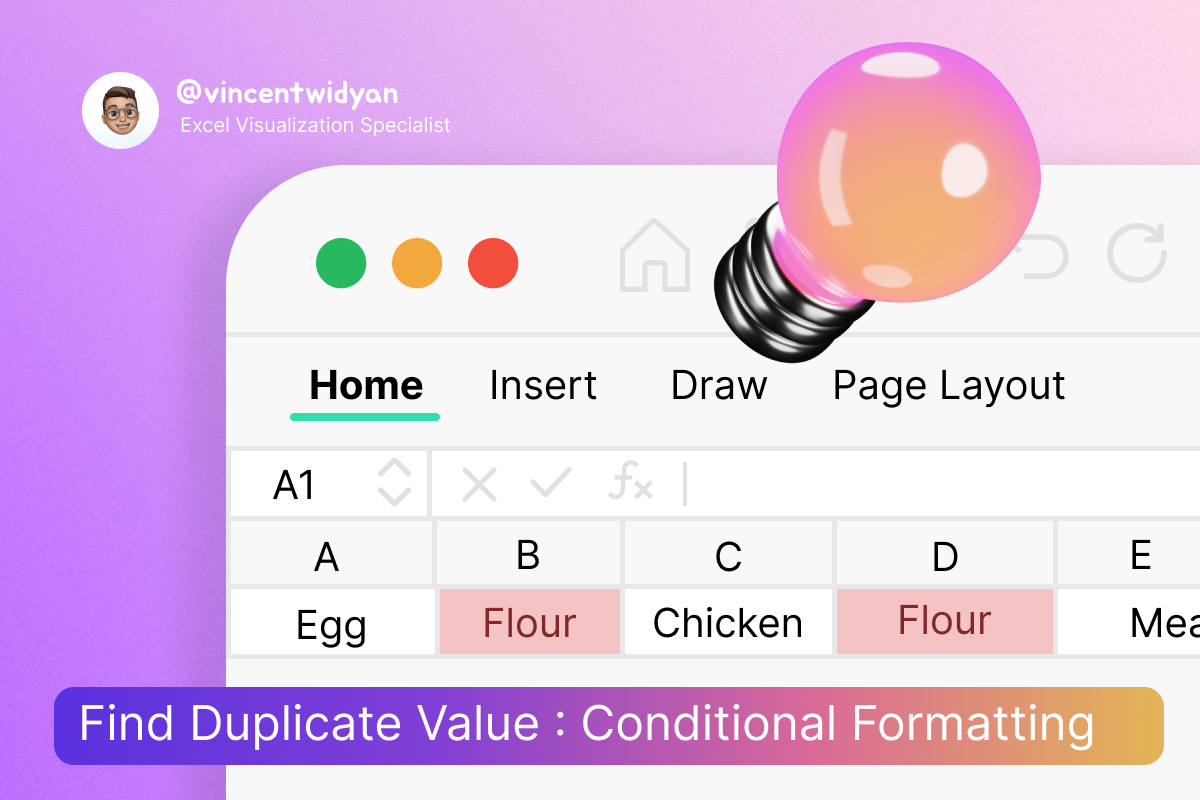 @vincentwidyan
Excel Visualization Specialist
Home Insert Draw Page Layout
A1 fx
A B C D E
Egg Flour Chicken Flour Mea
Find Duplicate Value : Conditional Formatting